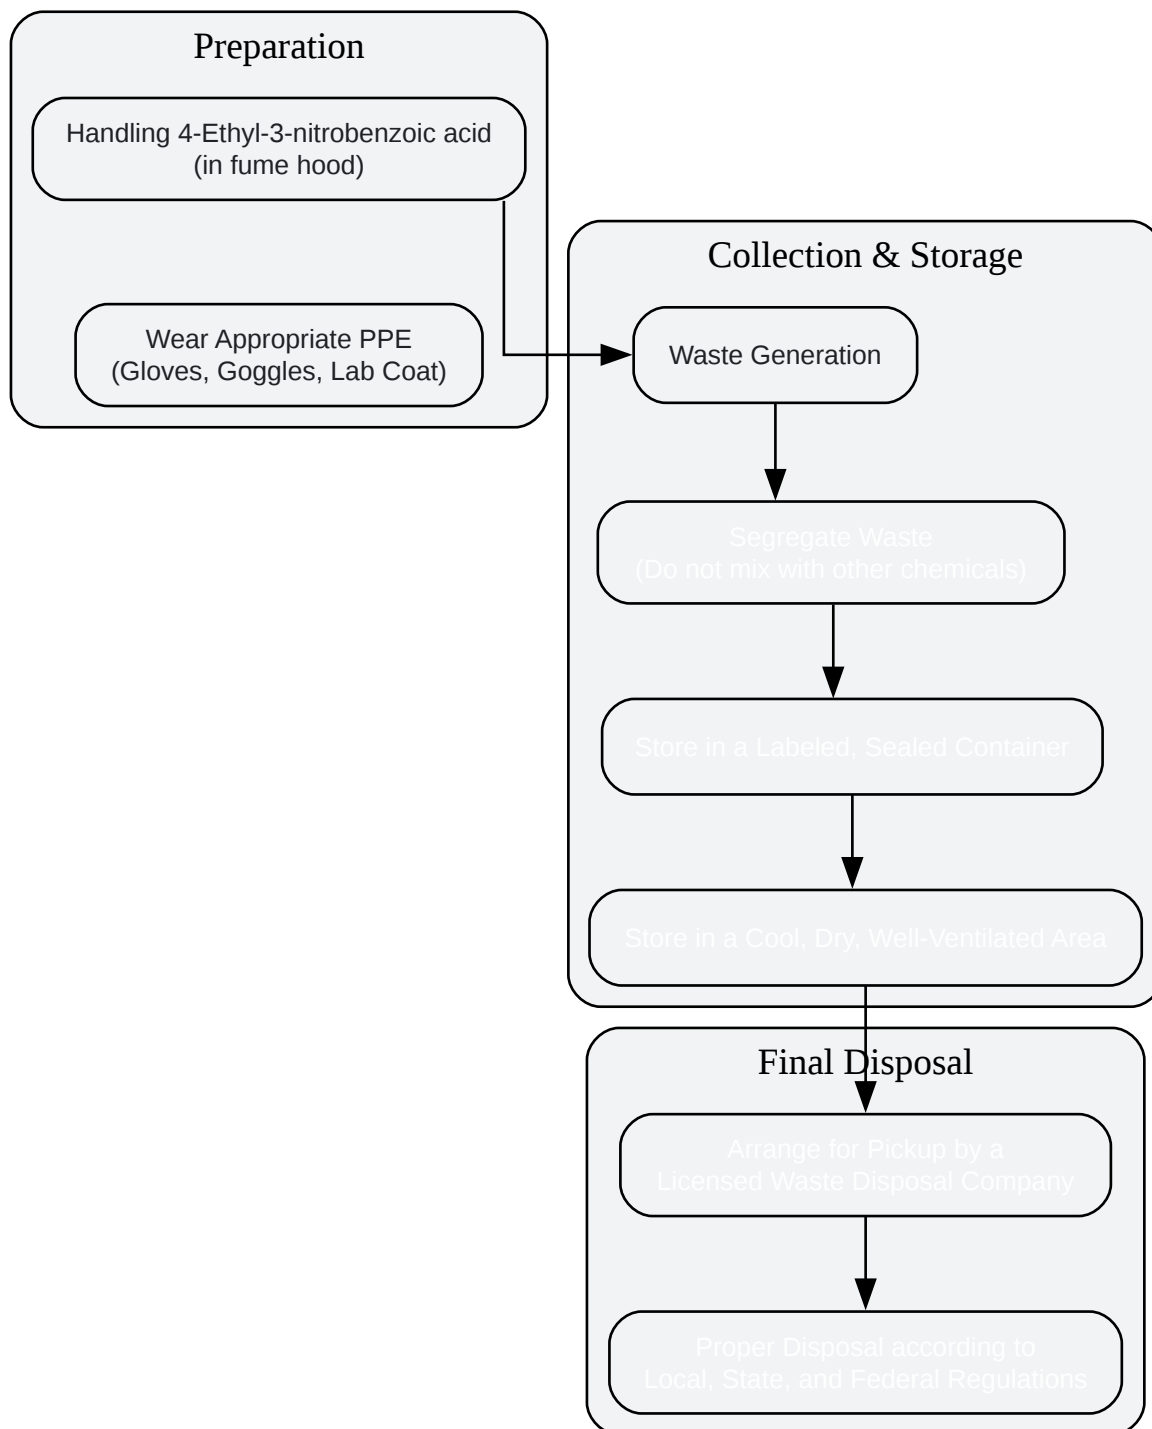 Preparation
Handling 4-Ethyl-3-nitrobenzoic acid
(in fume hood)
Wear Appropriate PPE
(Gloves, Goggles, Lab Coat)
Collection & Storage
Waste Generation
Segregate Waste
(Do not mix with other chemicals)
Store in a Labeled, Sealed Container
Store in a Cool, Dry, Well-Ventilated Area
Final Disposal
Arrange for Pickup by a
Licensed Waste Disposal Company
Proper Disposal according to
Local, State, and Federal Regulations